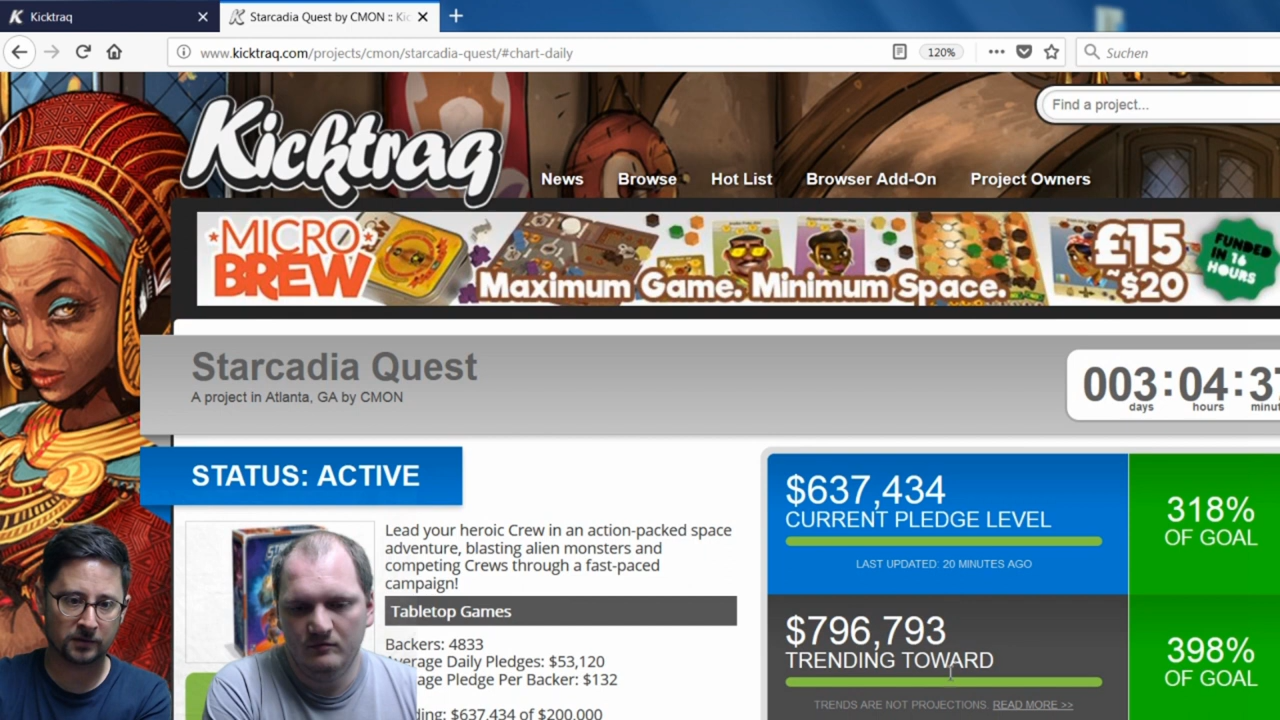 Kicktraq
Starcadia Quest by CMON :: Kic
www.kicktraq.com/projects/cmon/starcadia-quest/#chart-daily
120%
Suchen
Kicktraq
Find a project...
News
Browse
Hot List
Browser Add-On
Project Owners
MICRO
BREW
Maximum Game. Minimum Space.
£15
~$20
FUNDED
IN 16
HOURS
Starcadia Quest
A project in Atlanta, GA by CMON
003:04:37
days
hours
minut
STATUS: ACTIVE
Lead your heroic Crew in an action-packed space
adventure, blasting alien monsters and
competing Crews through a fast-paced
campaign!
Tabletop Games
Backers: 4833
Average Daily Pledges: $53,120
age Pledge Per Backer: $132
ding: $637,434 of $200,000
$637,434
CURRENT PLEDGE LEVEL
LAST UPDATED: 20 MINUTES AGO
318%
OF GOAL
$796,793
TRENDING TOWARD
TRENDS ARE NOT PROJECTIONS. READ MORE >>
398%
OF GOAL